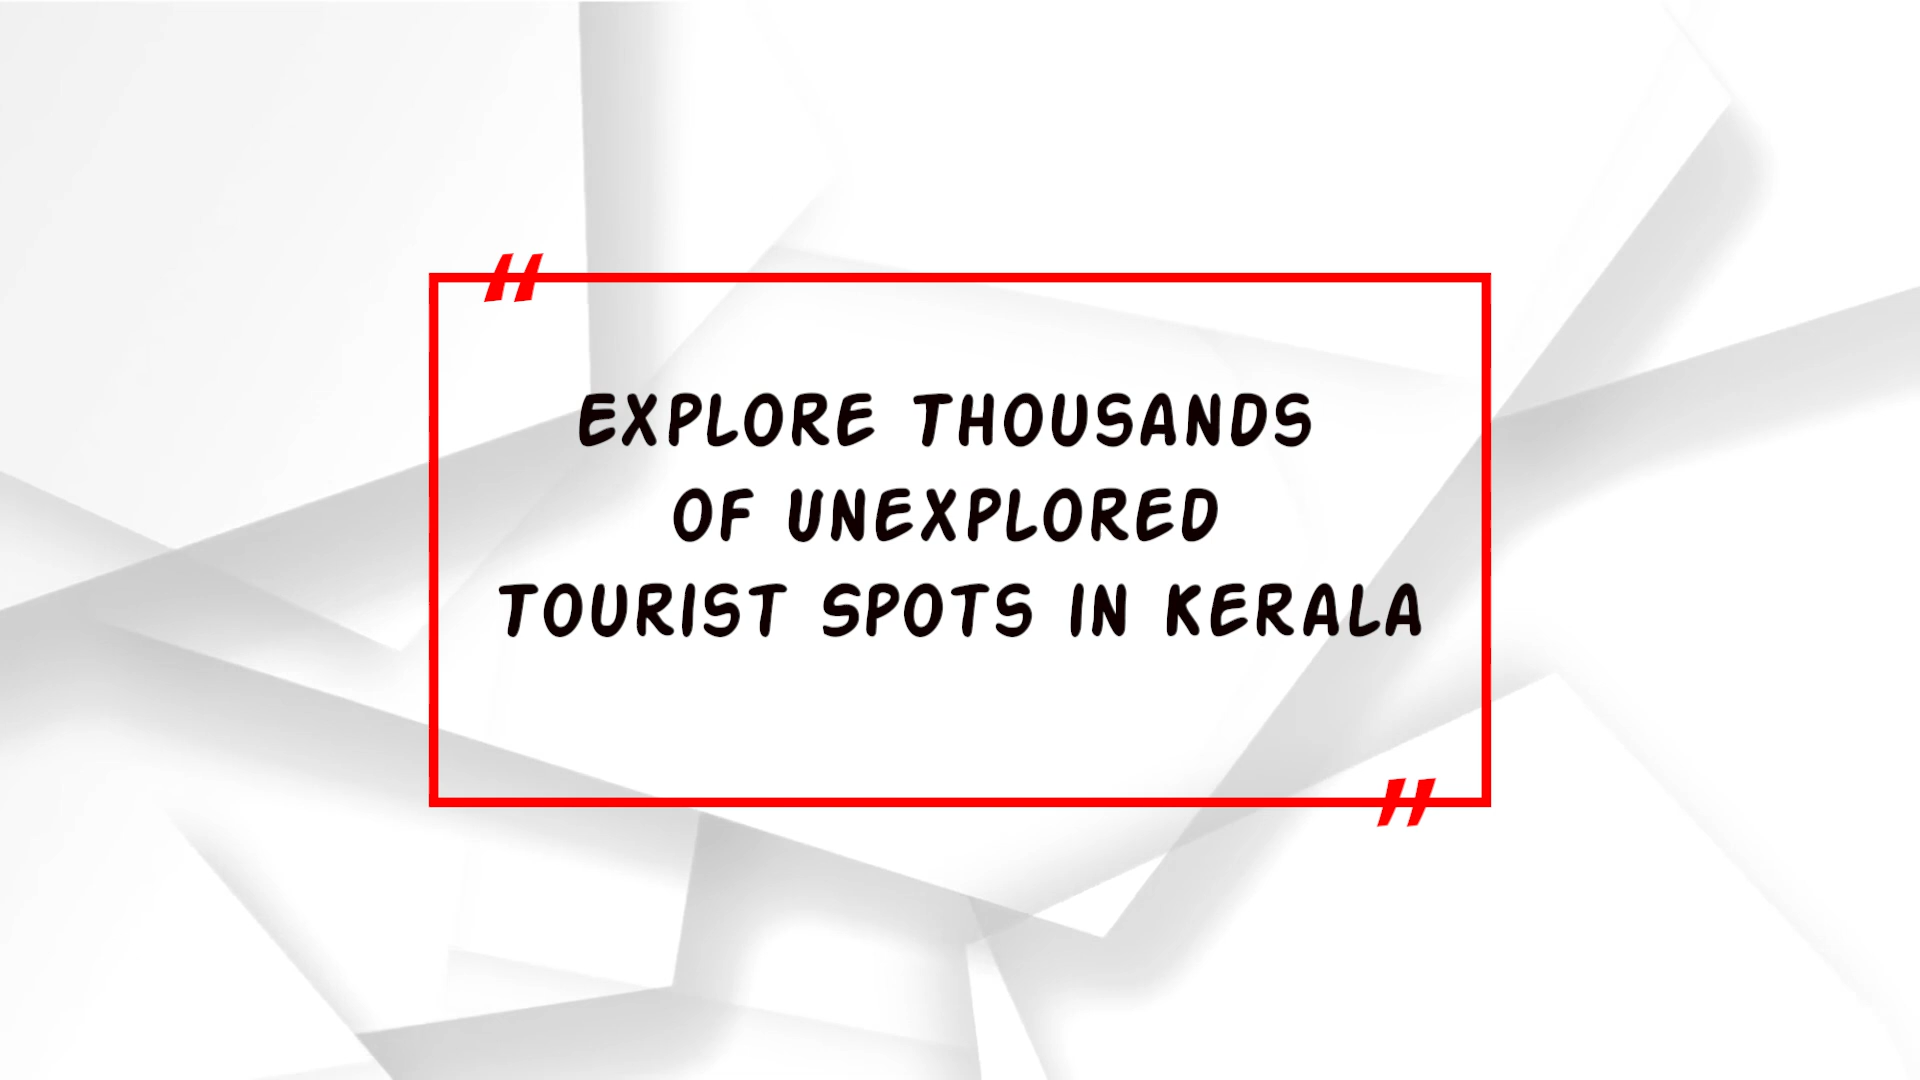 "
EXPLORE THOUSANDS
OF UNEXPLORED
TOURIST SPOTS IN KERALA
"